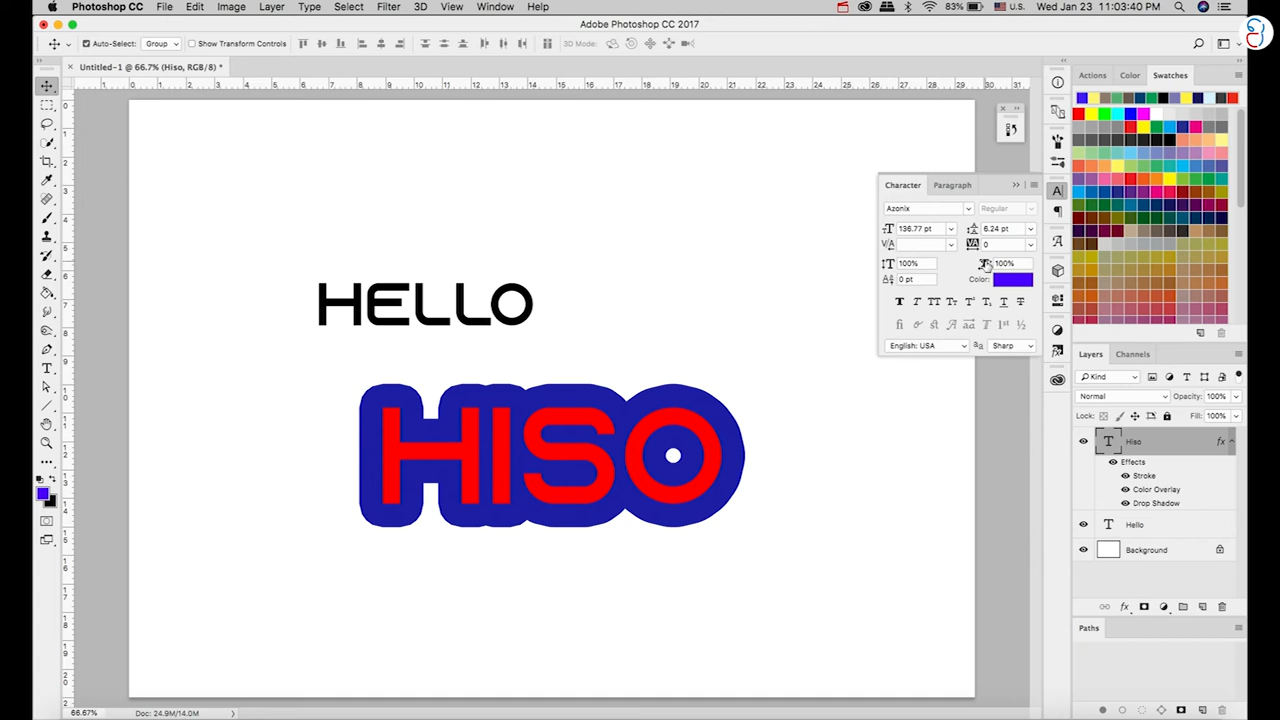 Photoshop CC File Edit Image Layer Type Select Filter 3D View Window Help 83% U.S. Wed Jan 23 11:03:40 PM
Adobe Photoshop CC 2017
Auto-Select: Group Show Transform Controls 3D Mode:
Untitled-1 @ 66.7% (Hiso, RGB/8) *
Actions Color Swatches
Character Paragraph
Azonix Regular
136.77 pt 6.24 pt
0
100% 100%
0 pt Color:
English: USA Sharp
HELLO
HISO
Layers Channels
Kind
Normal Opacity: 100%
Lock: Fill: 100%
Hiso fx
Effects
Stroke
Color Overlay
Drop Shadow
Hello
Background
Paths
66.67% Doc: 24.9M/14.0M